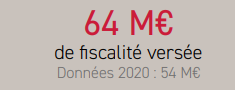 64 M€
de fiscalité versée
Données 2020 : 54 M€